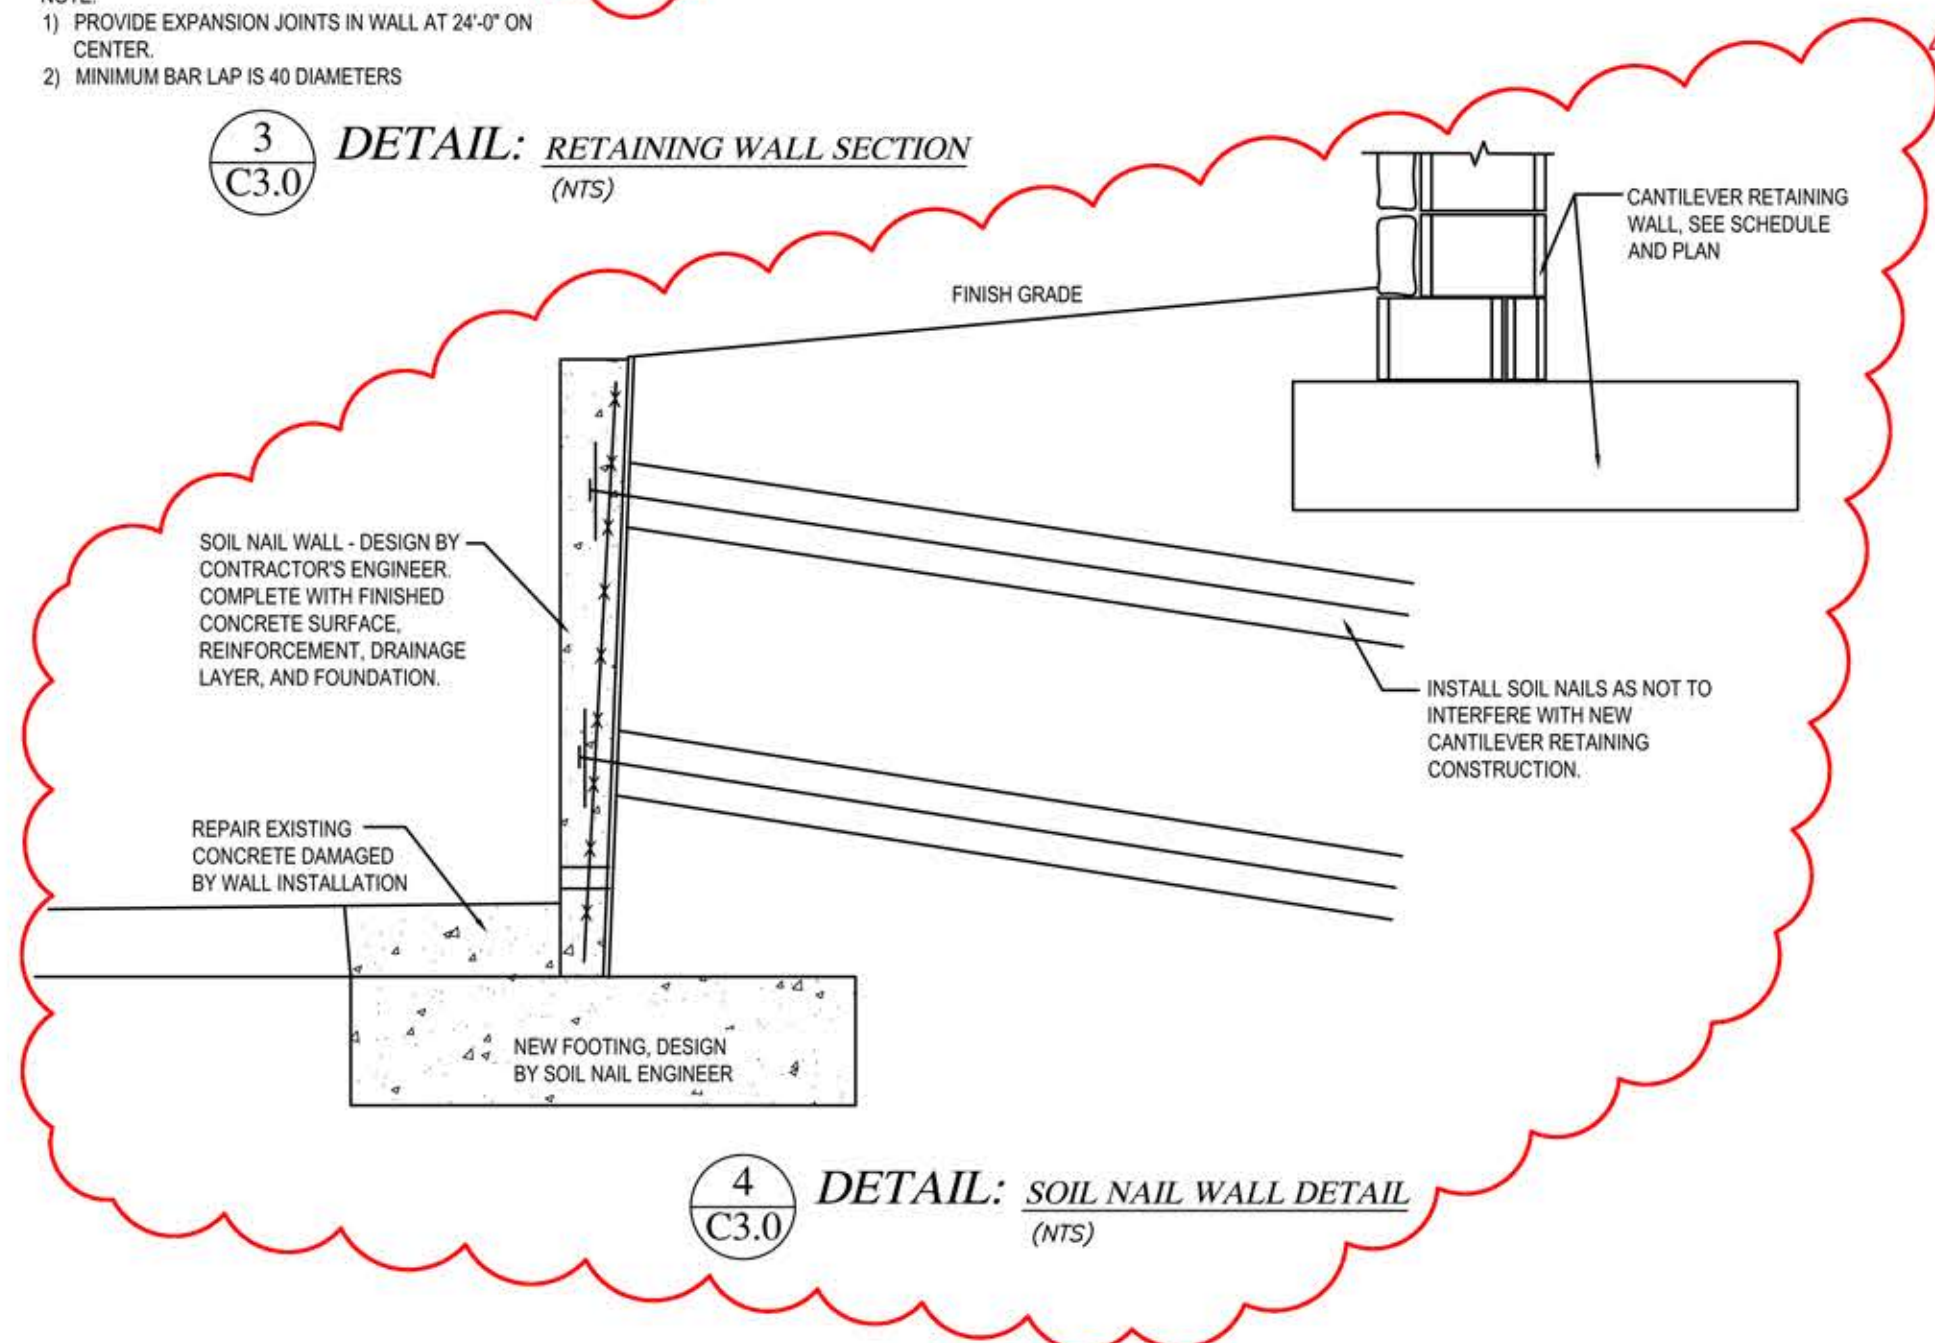 NOTE:
1) PROVIDE EXPANSION JOINTS IN WALL AT 24'-0" ON
CENTER.
2) MINIMUM BAR LAP IS 40 DIAMETERS
3
C3.0
DETAIL: RETAINING WALL SECTION
(NTS)
CANTILEVER RETAINING
WALL, SEE SCHEDULE
AND PLAN
FINISH GRADE
SOIL NAIL WALL - DESIGN BY
CONTRACTOR'S ENGINEER.
COMPLETE WITH FINISHED
CONCRETE SURFACE,
REINFORCEMENT, DRAINAGE
LAYER, AND FOUNDATION.
INSTALL SOIL NAILS AS NOT TO
INTERFERE WITH NEW
CANTILEVER RETAINING
CONSTRUCTION.
REPAIR EXISTING
CONCRETE DAMAGED
BY WALL INSTALLATION
NEW FOOTING, DESIGN
BY SOIL NAIL ENGINEER
4
C3.0
DETAIL: SOIL NAIL WALL DETAIL
(NTS)